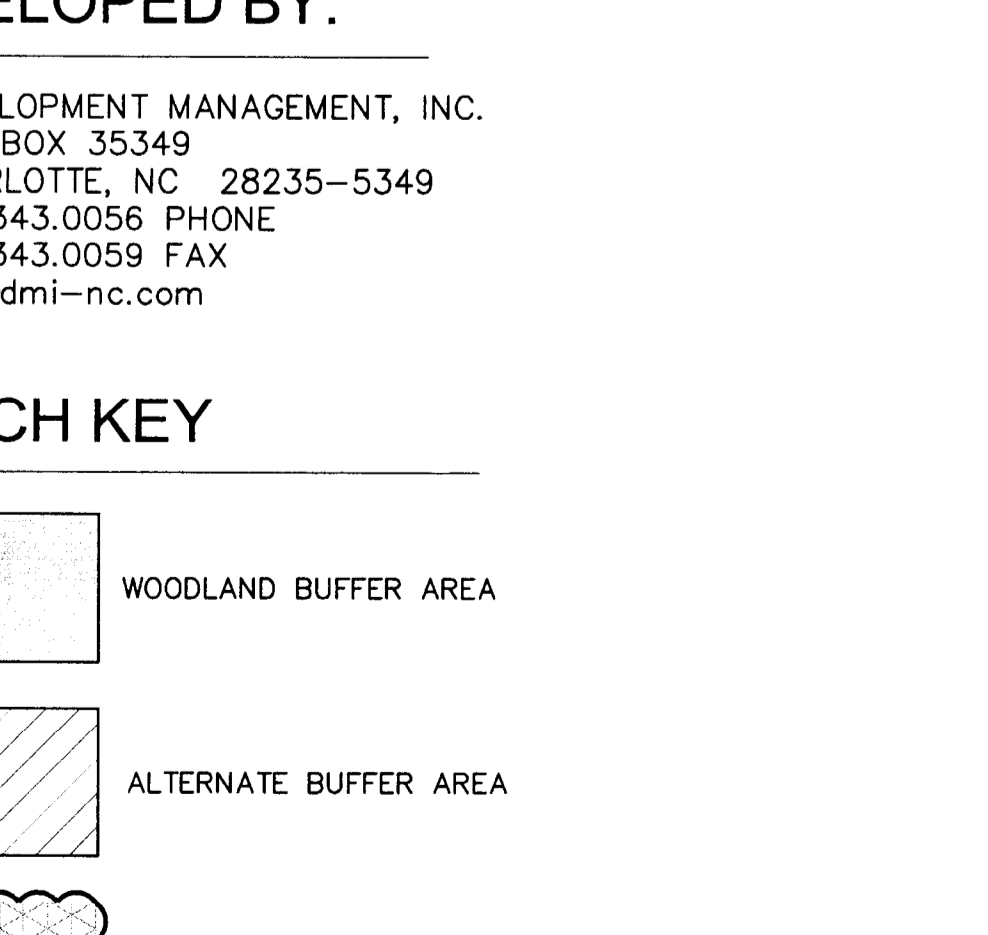 ELOPED BY:
LOPMENT MANAGEMENT, INC.
BOX 35349
RLOTTE, NC 28235-5349
343.0056 PHONE
343.0059 FAX
dmi-nc.com
CH KEY
WOODLAND BUFFER AREA
ALTERNATE BUFFER AREA